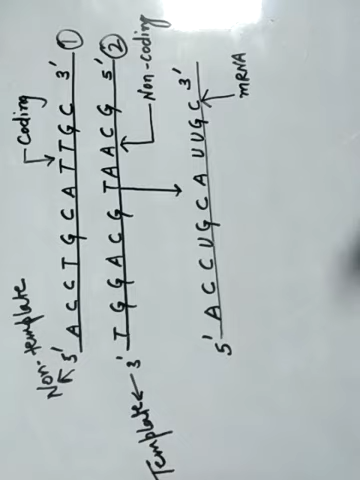 Coding
Non-template
5' A C C T G C A T T G C 3' ①
3' T G G A C G T A A C G 5' ②
Template
Non-coding
5' A C C U G C A U U G C 3'
mRNA